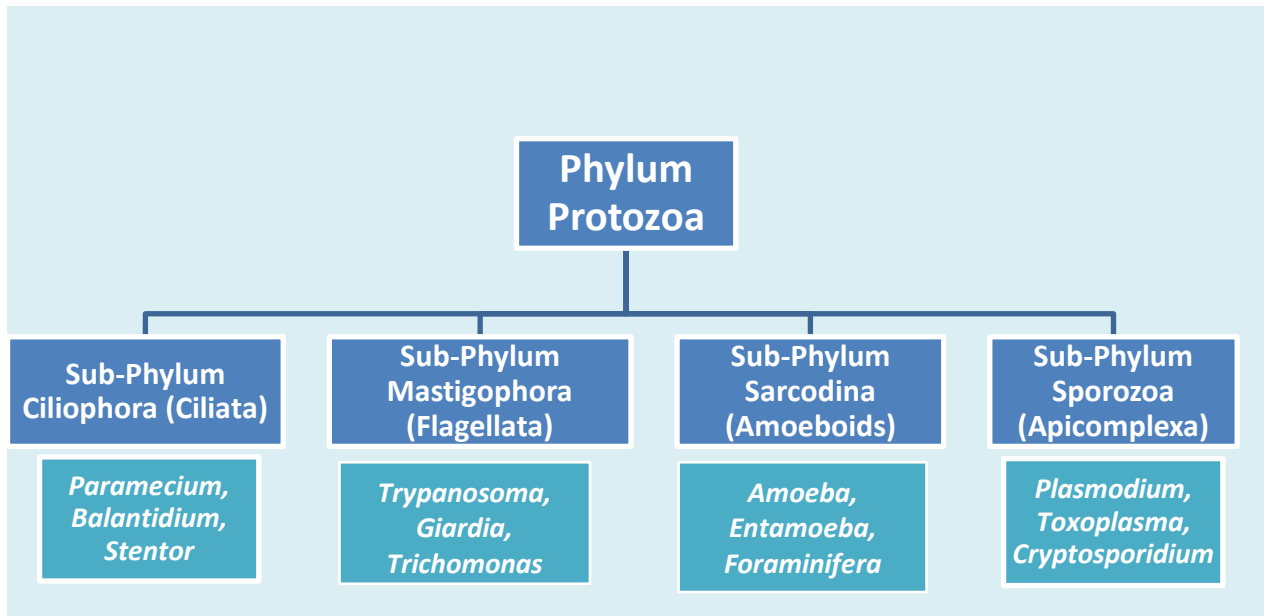 Phylum
Protozoa
Sub-Phylum
Ciliophora (Ciliata)
Sub-Phylum
Mastigophora
(Flagellata)
Sub-Phylum
Sarcodina
(Amoeboids)
Sub-Phylum
Sporozoa
(Apicomplexa)
Paramecium,
Balantidium,
Stentor
Trypanosoma,
Giardia,
Trichomonas
Amoeba,
Entamoeba,
Foraminifera
Plasmodium,
Toxoplasma,
Cryptosporidium